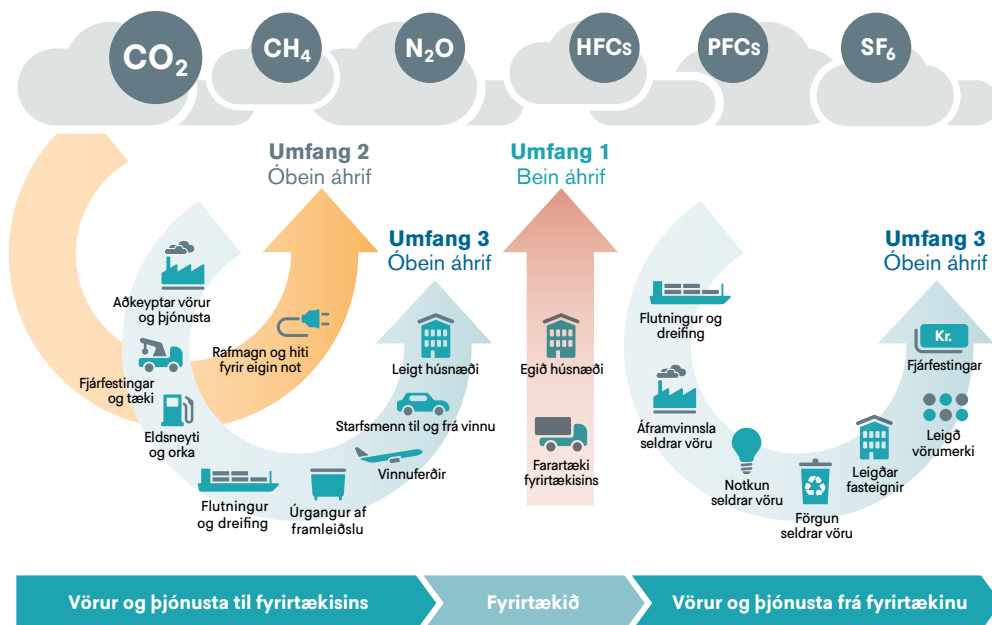 CO₂
CH₄
N₂O
HFCs
PFCs
SF₆
Umfang 2
Óbein áhrif
Umfang 1
Bein áhrif
Umfang 3
Óbein áhrif
Umfang 3
Óbein áhrif
Aðkeyptar vörur
og þjónusta
Fjárfestingar
og tæki
Eldsneyti
og orka
Flutningur
og dreifing
Úrgangur af
framleiðslu
Vinnuferðir
Starfsmenn til og frá vinnu
Leigt húsnæði
Rafmagn og hiti
fyrir eigin not
Egið húsnæði
Farartæki
fyrirtækisins
Flutningur og
dreifing
Áframvinnsla
seldrar vöru
Notkun
seldrar vöru
Förgun
seldrar vöru
Leigðar
fasteignir
Leigð
vörumerki
Kr.
Fjárfestingar
Vörur og þjónusta til fyrirtækisins
Fyrirtækið
Vörur og þjónusta frá fyrirtækinu